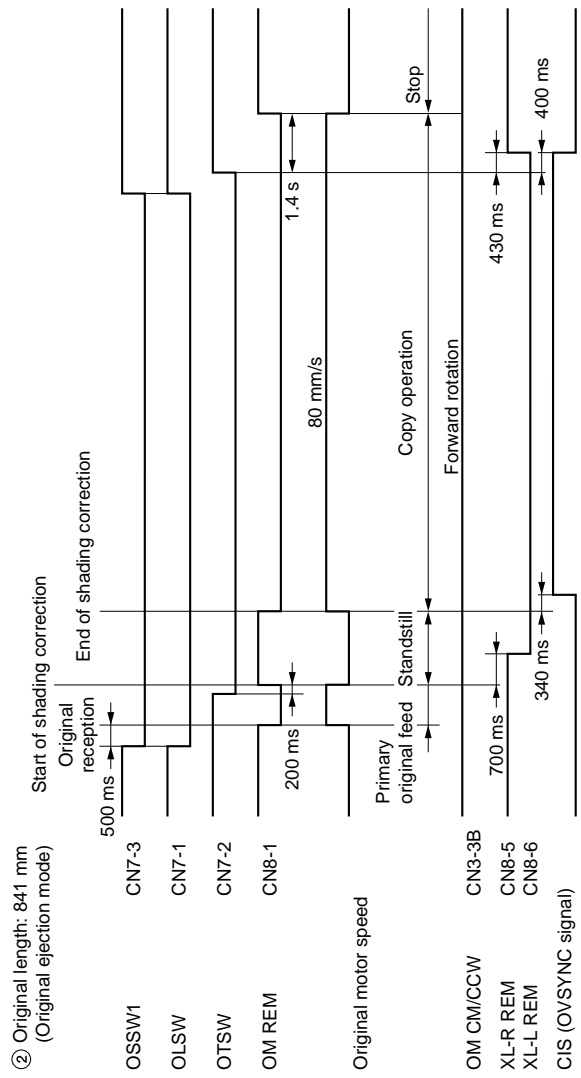 ② Original length: 841 mm
(Original ejection mode)
Start of shading correction
Original
reception
End of shading correction
500 ms
OSSW1 CN7-3
OLSW CN7-1
OTSW CN7-2
OM REM CN8-1
200 ms
1.4 s
80 mm/s
Original motor speed
Primary
original feed
Standstill
Copy operation
Stop
Forward rotation
OM CM/CCW CN3-3B
700 ms
430 ms
XL-R REM CN8-5
XL-L REM CN8-6
340 ms
400 ms
CIS (OVSYNC signal)